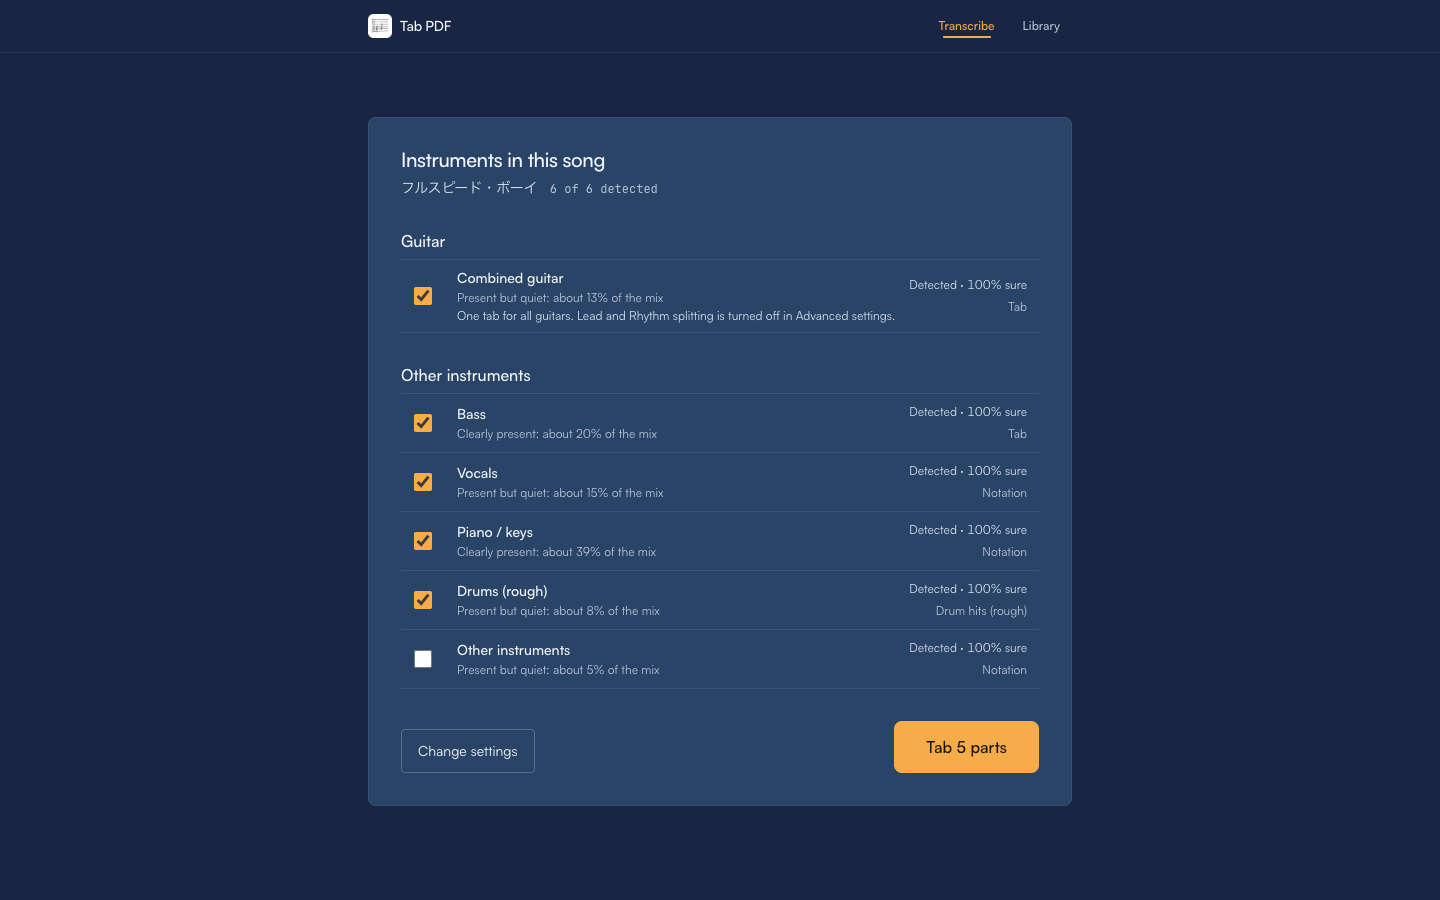 Tab PDF
Transcribe
Library
Instruments in this song
フルスピード・ボーイ 6 of 6 detected
Guitar
Combined guitar
Present but quiet: about 13% of the mix
One tab for all guitars. Lead and Rhythm splitting is turned off in Advanced settings.
Detected · 100% sure
Tab
Other instruments
Bass
Clearly present: about 20% of the mix
Detected · 100% sure
Tab
Vocals
Present but quiet: about 15% of the mix
Detected · 100% sure
Notation
Piano / keys
Clearly present: about 39% of the mix
Detected · 100% sure
Notation
Drums (rough)
Present but quiet: about 8% of the mix
Detected · 100% sure
Drum hits (rough)
Other instruments
Present but quiet: about 5% of the mix
Detected · 100% sure
Notation
Change settings
Tab 5 parts